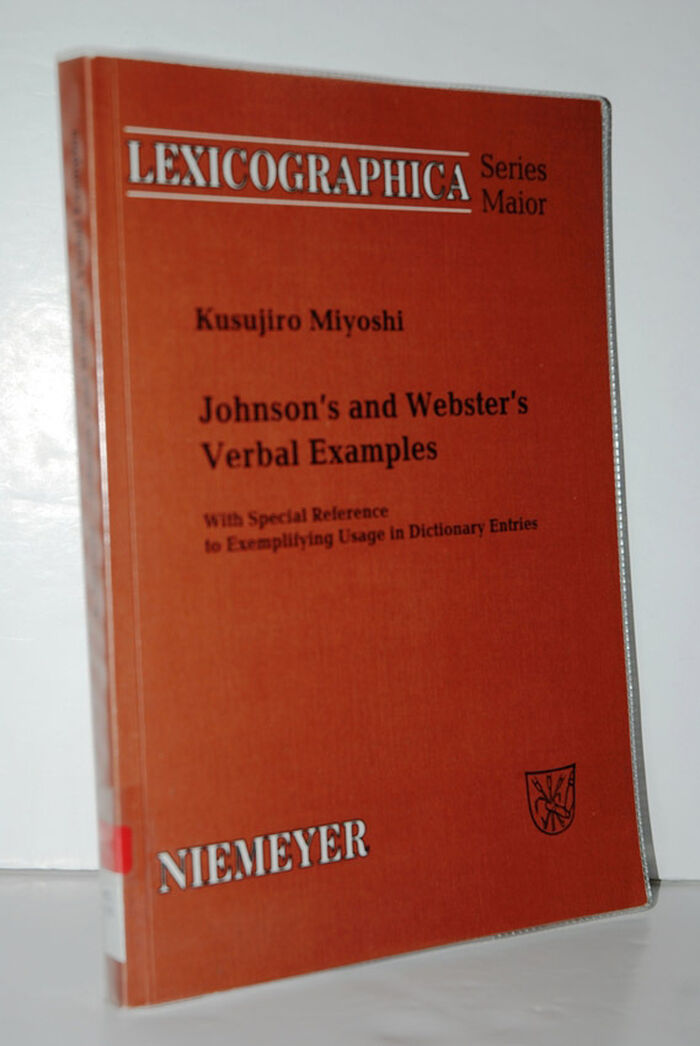 LEXICOGRAPHICA
Series
Maior
Kusujiro Miyoshi
Johnson's and Webster's
Verbal Examples
With Special Reference
to Exemplifying Usage in Dictionary Entries
NIEMEYER